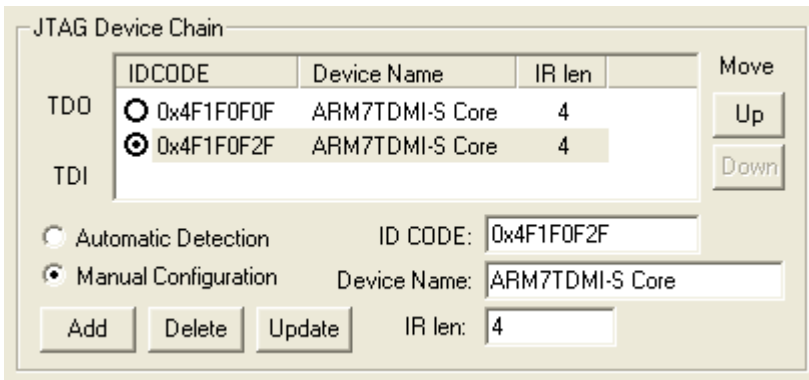 JTAG Device Chain
IDCODE Device Name IR len Move
TDO 0x4F1F0F0F ARM7TDMI-S Core 4 Up
0x4F1F0F2F ARM7TDMI-S Core 4
TDI Down
Automatic Detection ID CODE: 0x4F1F0F2F
Manual Configuration Device Name: ARM7TDMI-S Core
Add Delete Update IR len: 4